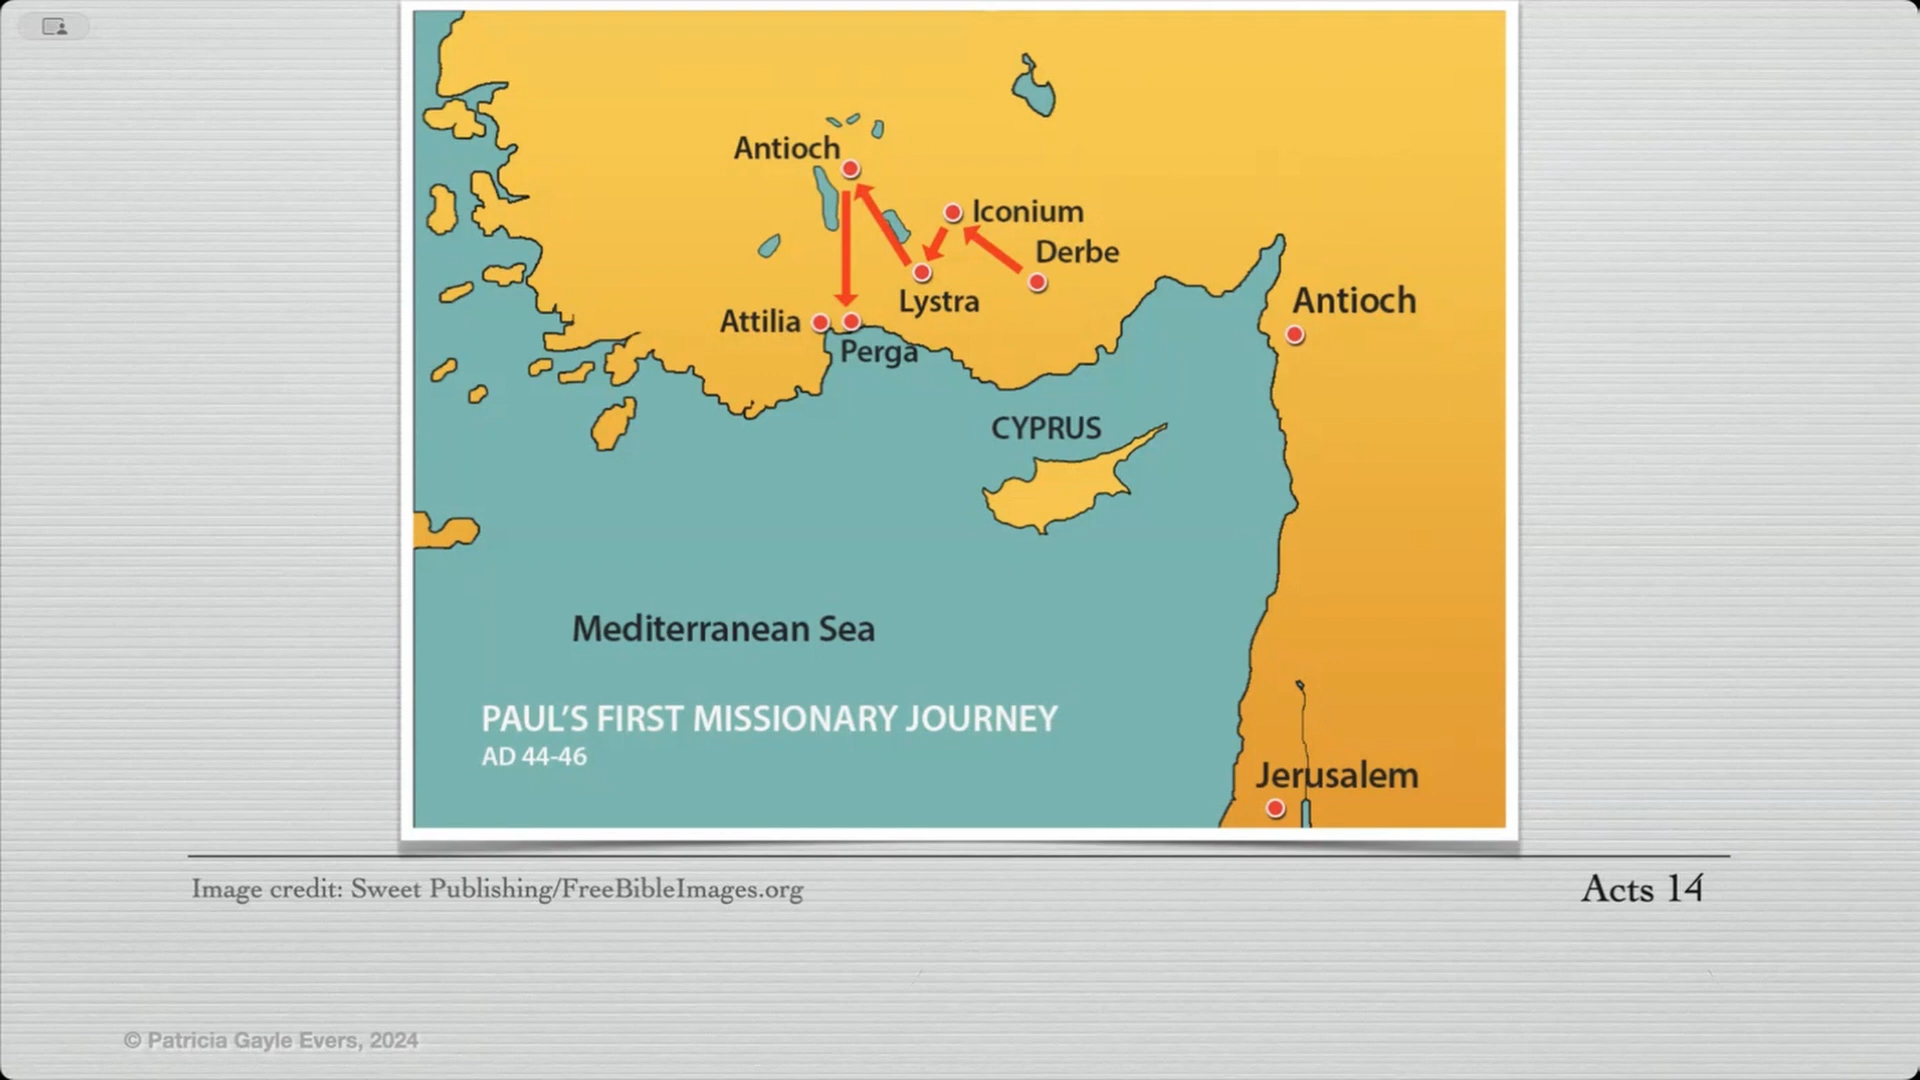 Antioch
Iconium
Derbe
Antioch
Lystra
Attilia
Perga
CYPRUS
Mediterranean Sea
PAUL'S FIRST MISSIONARY JOURNEY
AD 44-46
Jerusalem
Image credit: Sweet Publishing/FreeBibleImages.org
Acts 14
© Patricia Gayle Evers, 2024